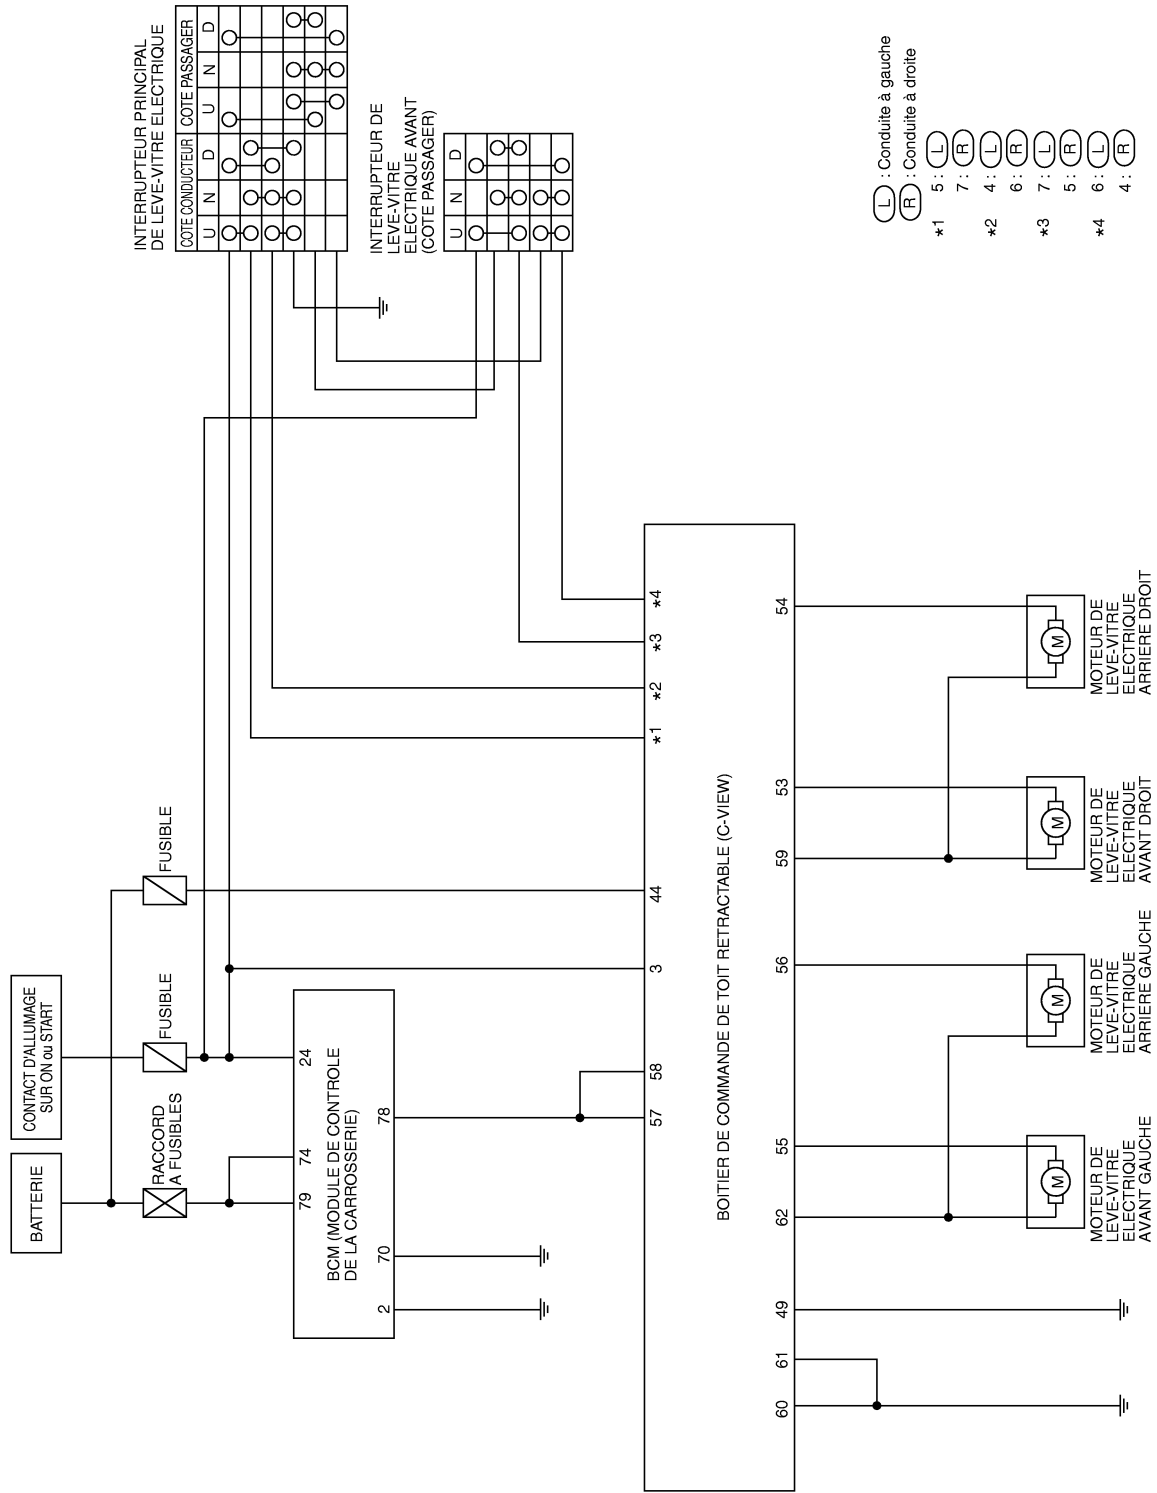 BATTERIE
CONTACT D'ALLUMAGE
SUR ON ou START
RACCORD
A FUSIBLES
FUSIBLE
FUSIBLE
INTERRUPTEUR PRINCIPAL
DE LEVE-VITRE ELECTRIQUE
COTE CONDUCTEUR
COTE PASSAGER
U
N
D
U
N
D
INTERRUPTEUR DE
LEVE-VITRE
ELECTRIQUE AVANT
(COTE PASSAGER)
U
N
D
79
74
24
BCM (MODULE DE CONTROLE
DE LA CARROSSERIE)
2
70
78
57
58
3
44
*1
*2
*3
*4
BOITIER DE COMMANDE DE TOIT RETRACTABLE (C-VIEW)
60
61
49
62
55
56
59
53
54
M
M
M
M
MOTEUR DE
LEVE-VITRE
ELECTRIQUE
AVANT GAUCHE
MOTEUR DE
LEVE-VITRE
ELECTRIQUE
ARRIERE GAUCHE
MOTEUR DE
LEVE-VITRE
ELECTRIQUE
AVANT DROIT
MOTEUR DE
LEVE-VITRE
ELECTRIQUE
ARRIERE DROIT
L : Conduite à gauche
R : Conduite à droite
*1 5 : L
7 : R
*2 4 : L
6 : R
*3 7 : L
5 : R
*4 6 : L
4 : R